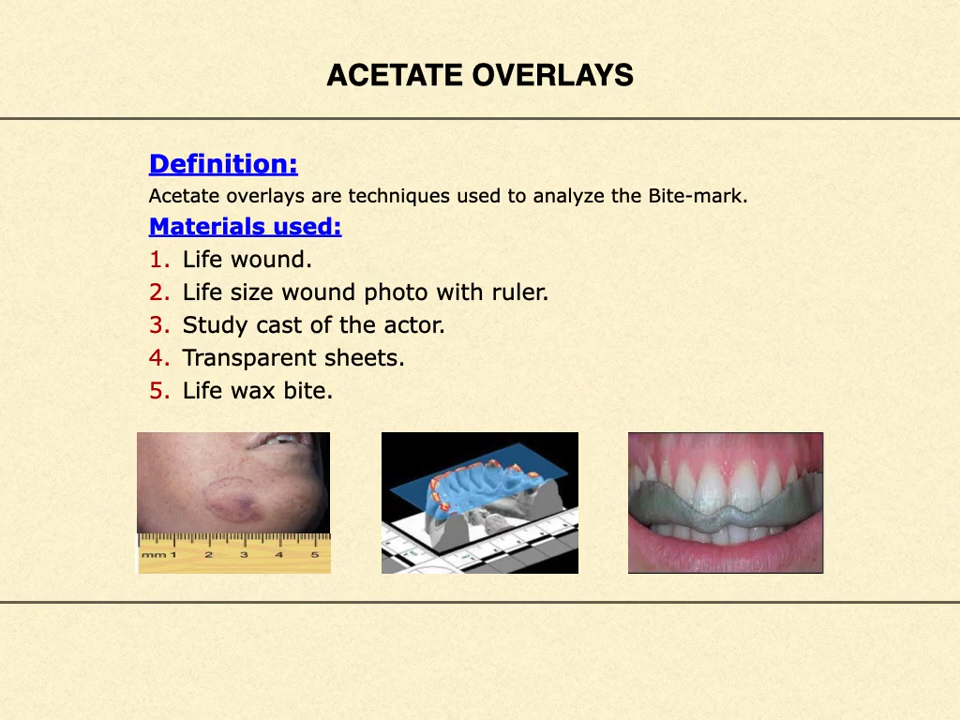 ACETATE OVERLAYS
Definition:
Acetate overlays are techniques used to analyze the Bite-mark.
Materials used:
1. Life wound.
2. Life size wound photo with ruler.
3. Study cast of the actor.
4. Transparent sheets.
5. Life wax bite.
mm 1 2 3 4 5